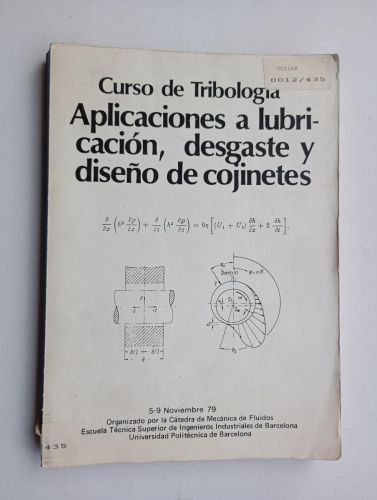 0012/435
Curso de Tribología
Aplicaciones a lubri-
cación, desgaste y
diseño de cojinetes
5-9 Noviembre 79
Organizado por la Cátedra de Mecánica de Fluidos
Escuela Técnica Superior de Ingenieros Industriales de Barcelona
Universidad Politécnica de Barcelona
435